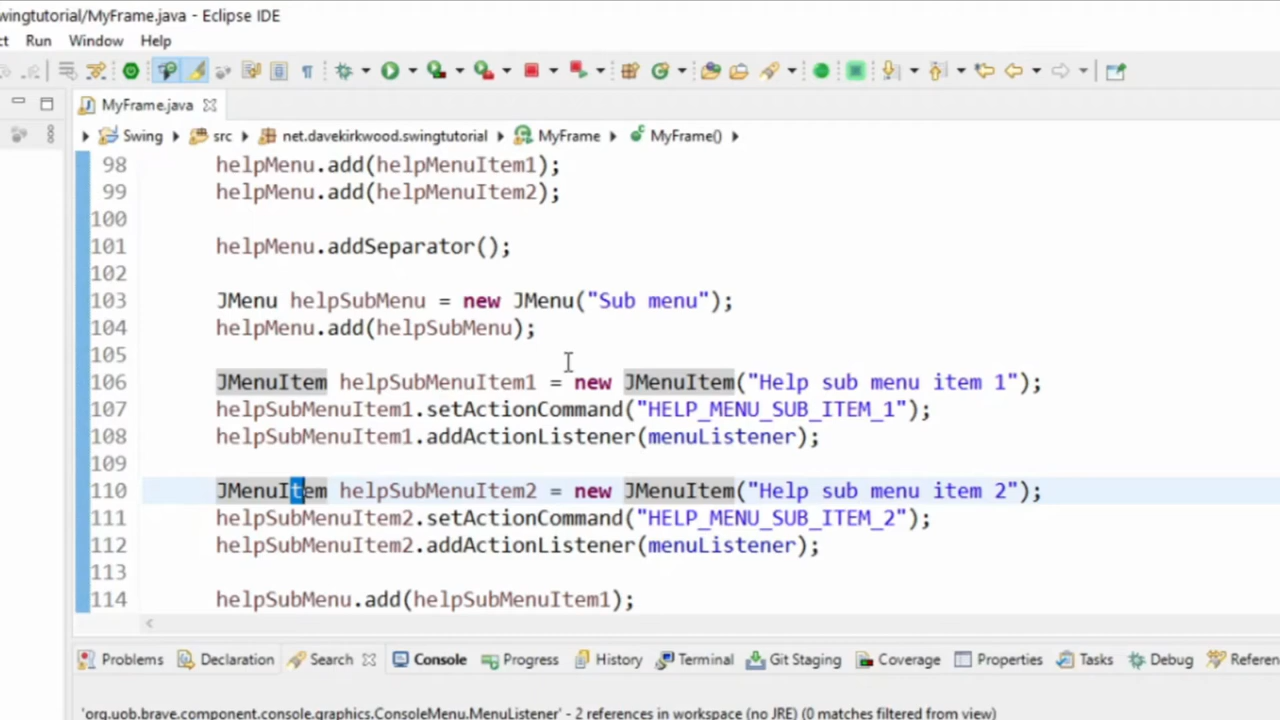 wingtutorial/MyFrame.java - Eclipse IDE
ct Run Window Help
MyFrame.java
Swing src net.davekirkwood.swingtutorial MyFrame MyFrame()
98 helpMenu.add(helpMenuItem1);
99 helpMenu.add(helpMenuItem2);
100
101 helpMenu.addSeparator();
102
103 JMenu helpSubMenu = new JMenu("Sub menu");
104 helpMenu.add(helpSubMenu);
105
106 JMenuItem helpSubMenuItem1 = new JMenuItem("Help sub menu item 1");
107 helpSubMenuItem1.setActionCommand("HELP_MENU_SUB_ITEM_1");
108 helpSubMenuItem1.addActionListener(menuListener);
109
110 JMenuItem helpSubMenuItem2 = new JMenuItem("Help sub menu item 2");
111 helpSubMenuItem2.setActionCommand("HELP_MENU_SUB_ITEM_2");
112 helpSubMenuItem2.addActionListener(menuListener);
113
114 helpSubMenu.add(helpSubMenuItem1);
Problems Declaration Search Console Progress History Terminal Git Staging Coverage Properties Tasks Debug Referen
'org.uob.brave.component.console.graphics.ConsoleMenu.MenuListener' - 2 references in workspace (no JRE) (0 matches filtered from view)